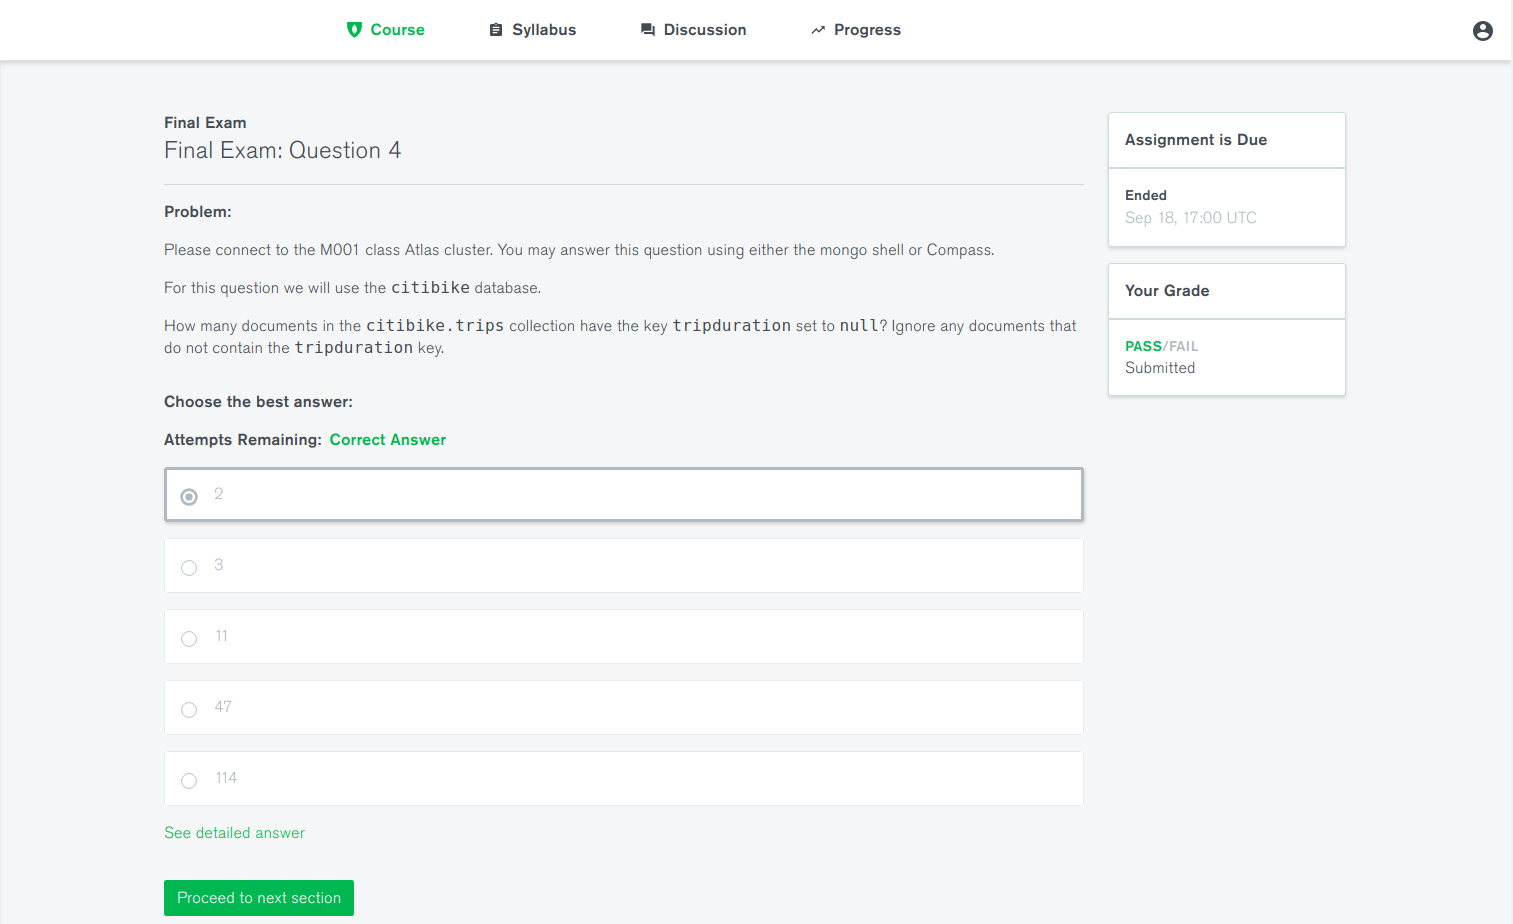 Course Syllabus Discussion Progress
Final Exam
Final Exam: Question 4
Problem:
Please connect to the M001 class Atlas cluster. You may answer this question using either the mongo shell or Compass.
For this question we will use the citibike database.
How many documents in the citibike.trips collection have the key tripduration set to null? Ignore any documents that
do not contain the tripduration key.
Choose the best answer:
Attempts Remaining: Correct Answer
2
3
11
47
114
See detailed answer
Proceed to next section
Assignment is Due
Ended
Sep 18, 17:00 UTC
Your Grade
PASS/FAIL
Submitted